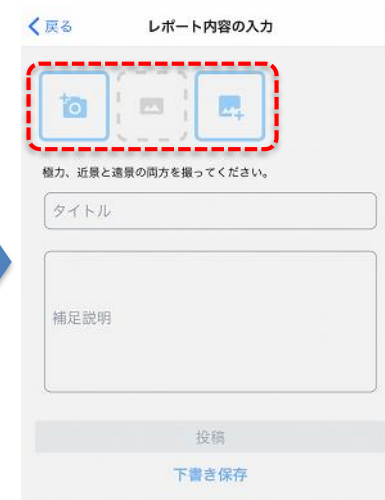 戻る
レポート内容の入力
極力、近景と遠景の両方を撮ってください。
タイトル
補足説明
投稿
下書き保存